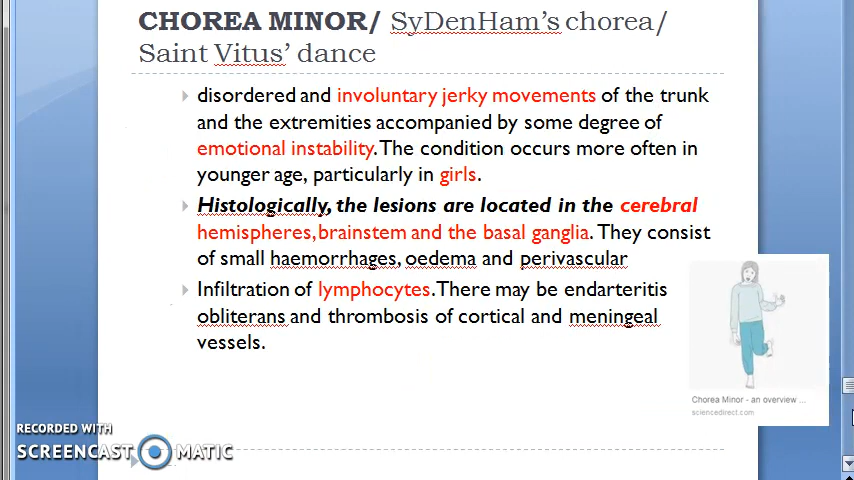 CHOREA MINOR/ SyDenHam's chorea/
Saint Vitus' dance
disordered and involuntary jerky movements of the trunk
and the extremities accompanied by some degree of
emotional instability. The condition occurs more often in
younger age, particularly in girls.
Histologically, the lesions are located in the cerebral
hemispheres, brainstem and the basal ganglia. They consist
of small haemorrhages, oedema and perivascular
Infiltration of lymphocytes. There may be endarteritis
obliterans and thrombosis of cortical and meningeal
vessels.
Chorea Minor - an overview ...
sciencedirect.com
RECORDED WITH
SCREENCAST MATIC